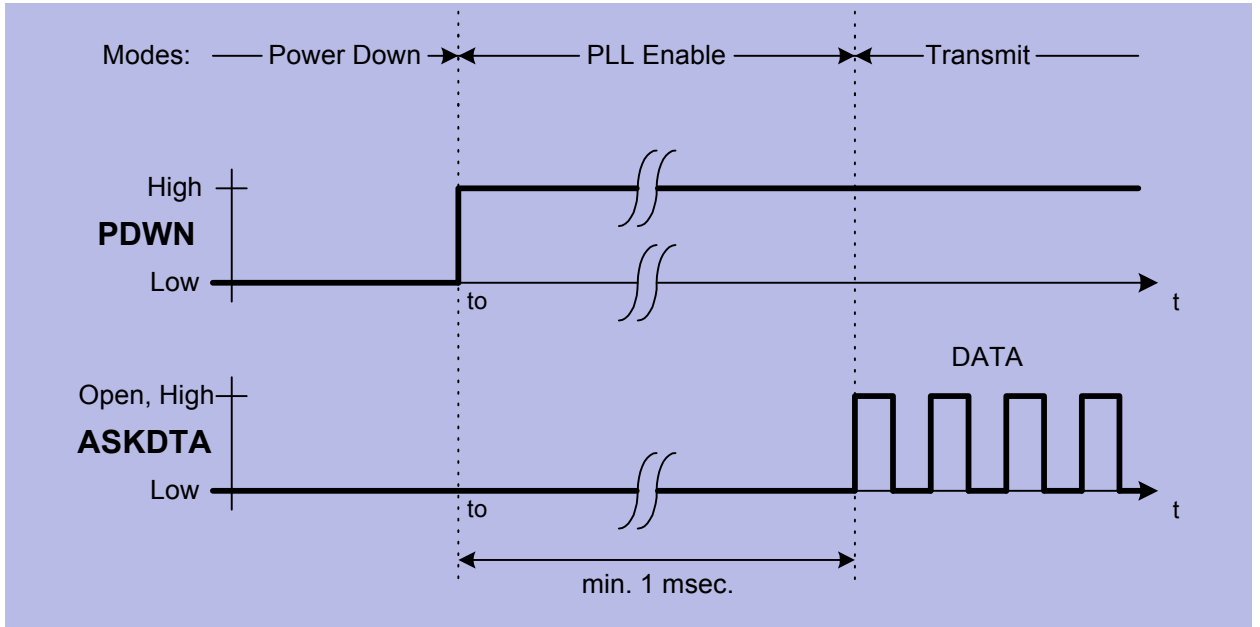 Modes: Power Down PLL Enable Transmit
High
PDWN
Low
to
t
DATA
Open, High
ASKDTA
Low
to
t
min. 1 msec.